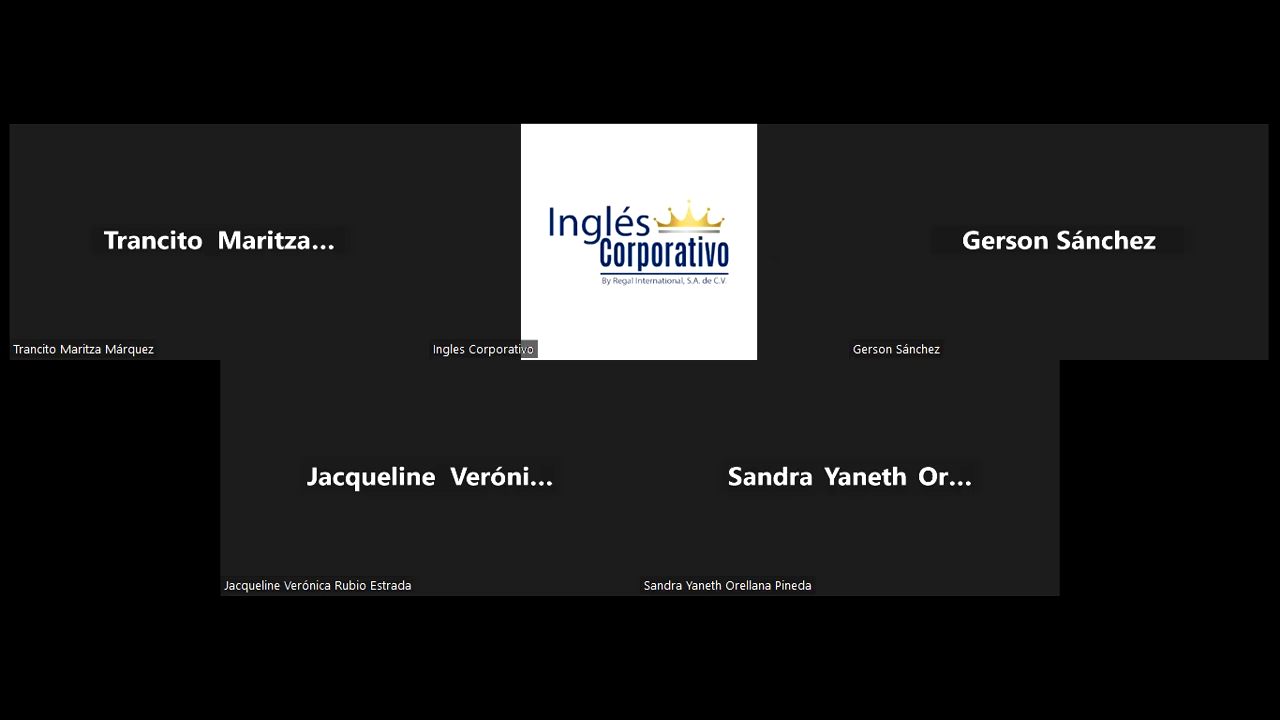 Trancito Maritza...
Inglés
Corporativo
By Regal International, S.A. de C.V.
Gerson Sánchez
Trancito Maritza Márquez
Ingles Corporativo
Gerson Sánchez
Jacqueline Veróni...
Sandra Yaneth Or...
Jacqueline Verónica Rubio Estrada
Sandra Yaneth Orellana Pineda